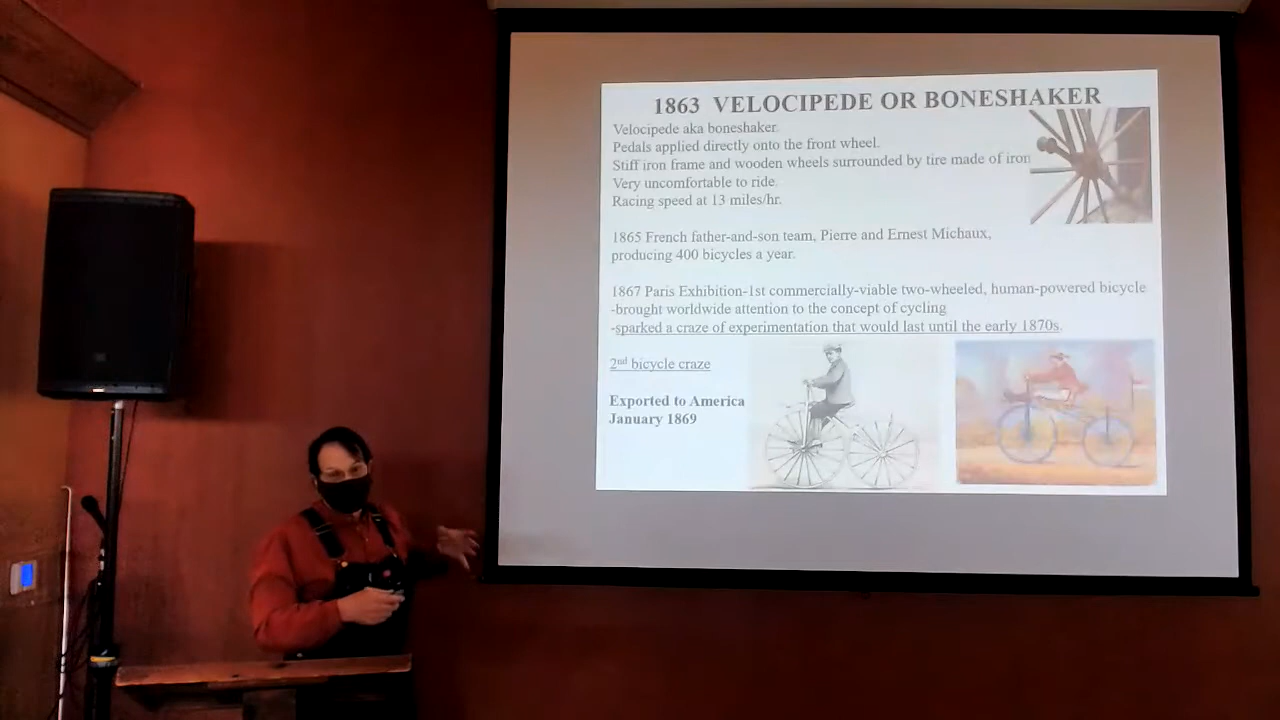 1863 VELOCIPEDE OR BONESHAKER
Velocipede aka boneshaker.
Pedals applied directly onto the front wheel.
Stiff iron frame and wooden wheels surrounded by tire made of iron
Very uncomfortable to ride.
Racing speed at 13 miles/hr.
1865 French father-and-son team, Pierre and Ernest Michaux,
producing 400 bicycles a year.
1867 Paris Exhibition-1st commercially-viable two-wheeled, human-powered bicycle
-brought worldwide attention to the concept of cycling
-sparked a craze of experimentation that would last until the early 1870s.
2nd bicycle craze
Exported to America
January 1869